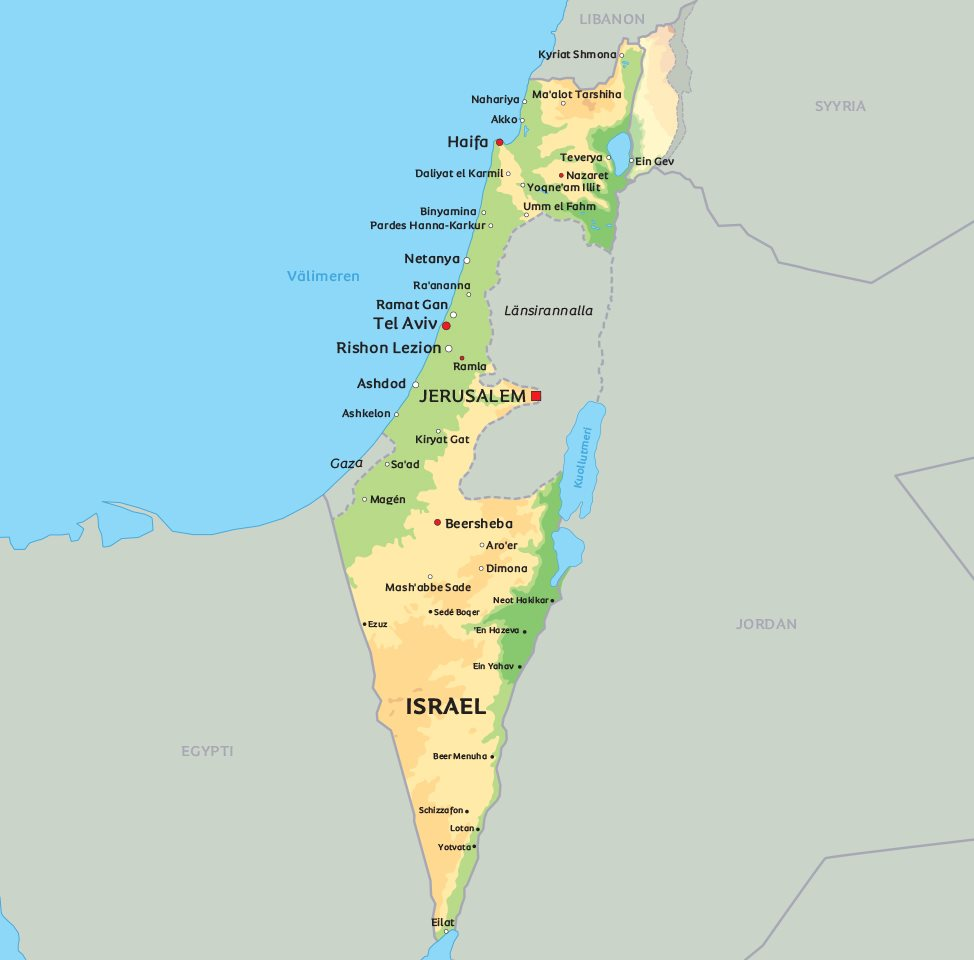 LIBANON
Kyriat Shmona
Ma'alot Tarshiha
Nahariya
SYYRIA
Akko
Haifa
Teverya
Ein Gev
Daliyat el Karmil
Nazaret
Yoqne'am Illit
Umm el Fahm
Binyamina
Pardes Hanna-Karkur
Netanya
Välimeren
Ra'ananna
Ramat Gan
Länsirannalla
Tel Aviv
Rishon Lezion
Ramla
Ashdod
JERUSALEM
Ashkelon
Kiryat Gat
Kuollutmeri
Gaza
Sa'ad
Magén
Beersheba
Aro'er
Dimona
Mash'abbe Sade
Neot Hakikar
Sedé Boqer
Ezuz
JORDAN
'En Hazeva
Ein Yahav
ISRAEL
EGYPTI
Beer Menuha
Schizzafon
Lotan
Yotvata
Eilat